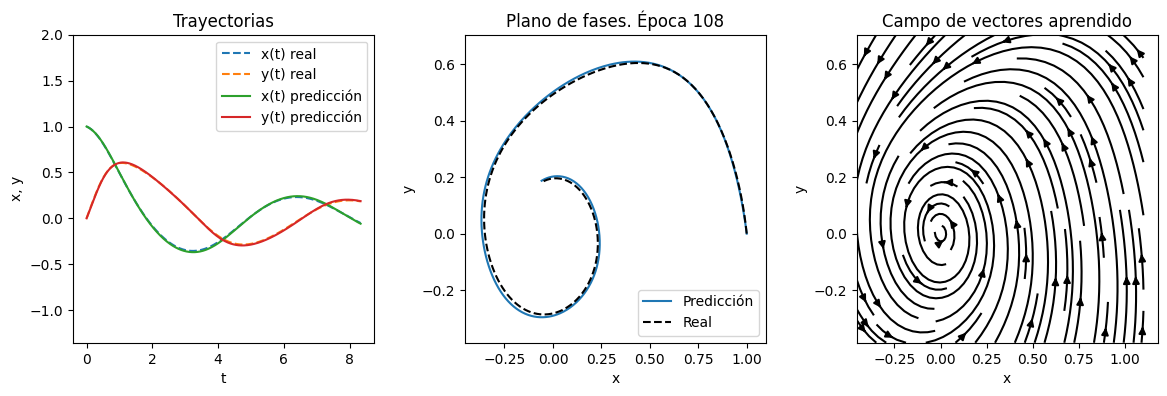 Trayectorias
x(t) real
y(t) real
x(t) predicción
y(t) predicción
2.0
1.5
1.0
0.5
0.0
−0.5
−1.0
x, y
0 2 4 6 8
t
Plano de fases. Época 108
0.6
0.4
0.2
0.0
−0.2
y
Predicción
Real
−0.25 0.00 0.25 0.50 0.75 1.00
x
Campo de vectores aprendido
0.6
0.4
0.2
0.0
−0.2
y
−0.25 0.00 0.25 0.50 0.75 1.00
x